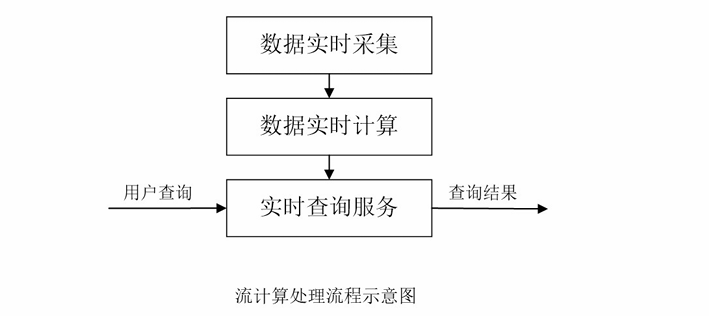 数据实时采集
数据实时计算
用户查询
实时查询服务
查询结果
流计算处理流程示意图